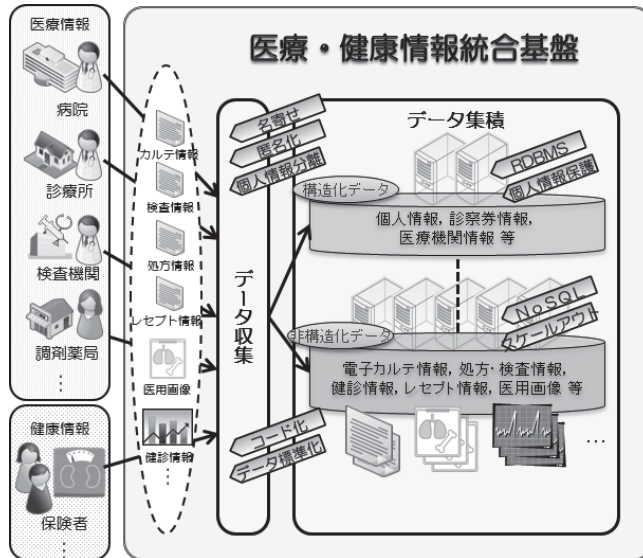 医療情報
病院
診療所
検査機関
調剤薬局
⋮
健康情報
保険者
⋮
カルテ情報
検査情報
処方情報
レセプト情報
医用画像
健診情報
⋮
医療・健康情報統合基盤
データ収集
名寄せ
匿名化
個人情報分離
コード化
データ標準化
データ集積
RDBMS
個人情報保護
構造化データ
個人情報, 診察券情報,
医療機関情報 等
NoSQL
スケールアウト
非構造化データ
電子カルテ情報, 処方・検査情報,
健診情報, レセプト情報, 医用画像 等
…